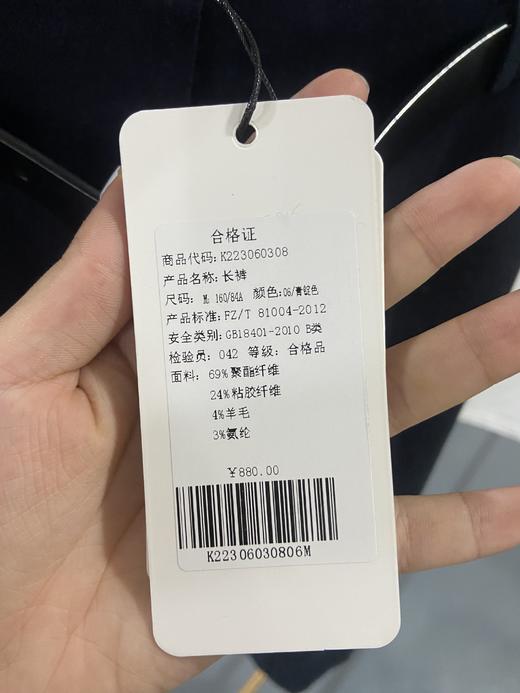 合格证
商品代码: K223060308
产品名称: 长裤
尺码: M: 160/84A 颜色: 06/青锭色
产品标准: FZ/T 81004-2012
安全类别: GB18401-2010 B类
检验员: 042 等级: 合格品
面料: 69%聚酯纤维
24%粘胶纤维
4%羊毛
3%氨纶
¥880.00
K22306030806M